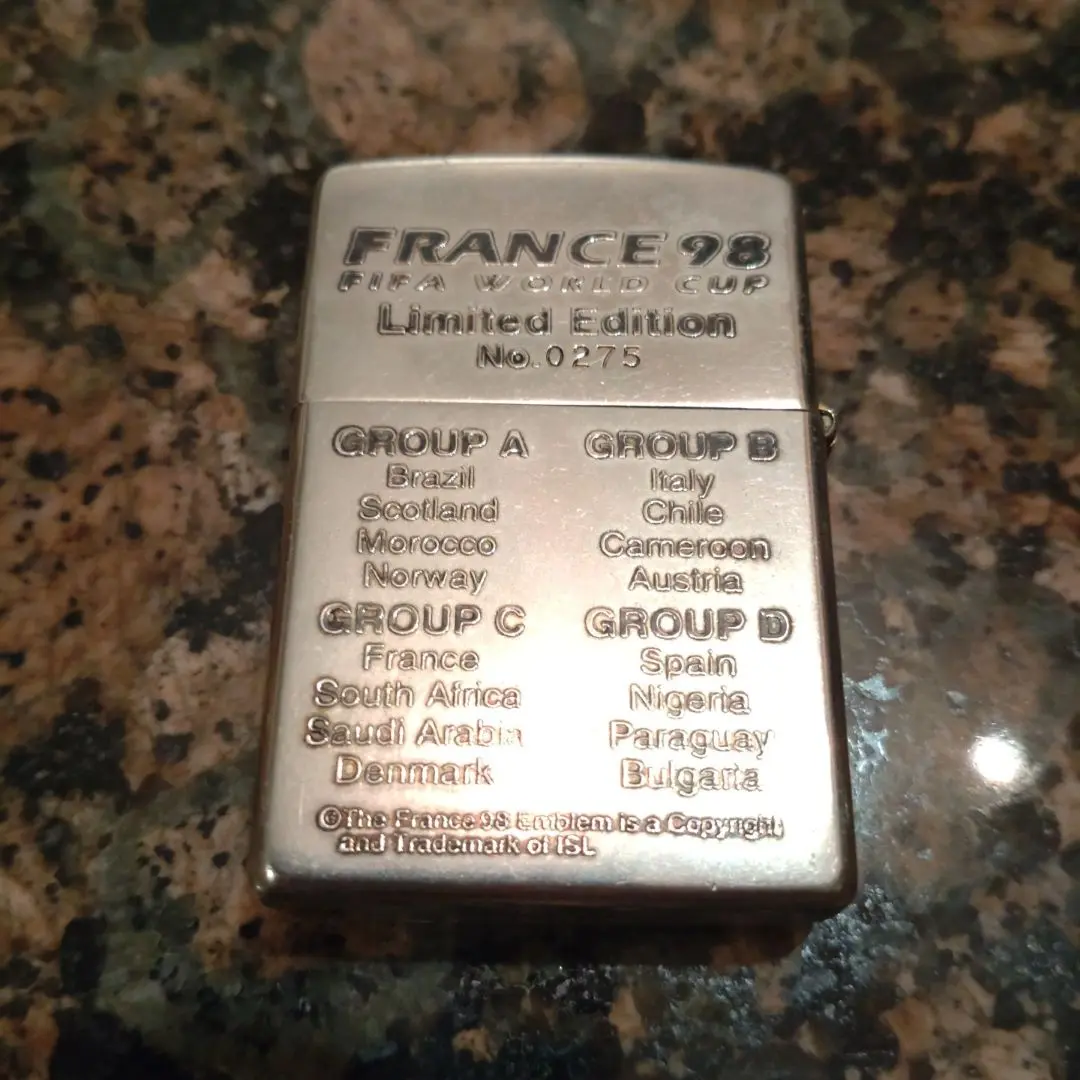 FRANCE 98
FIFA WORLD CUP
Limited Edition
No.0275
GROUP A
Brazil
Scotland
Morocco
Norway
GROUP B
Italy
Chile
Cameroon
Austria
GROUP C
France
South Africa
Saudi Arabia
Denmark
GROUP D
Spain
Nigeria
Paraguay
Bulgaria
©The France 98 Emblem is a Copyright
and Trademark of ISL